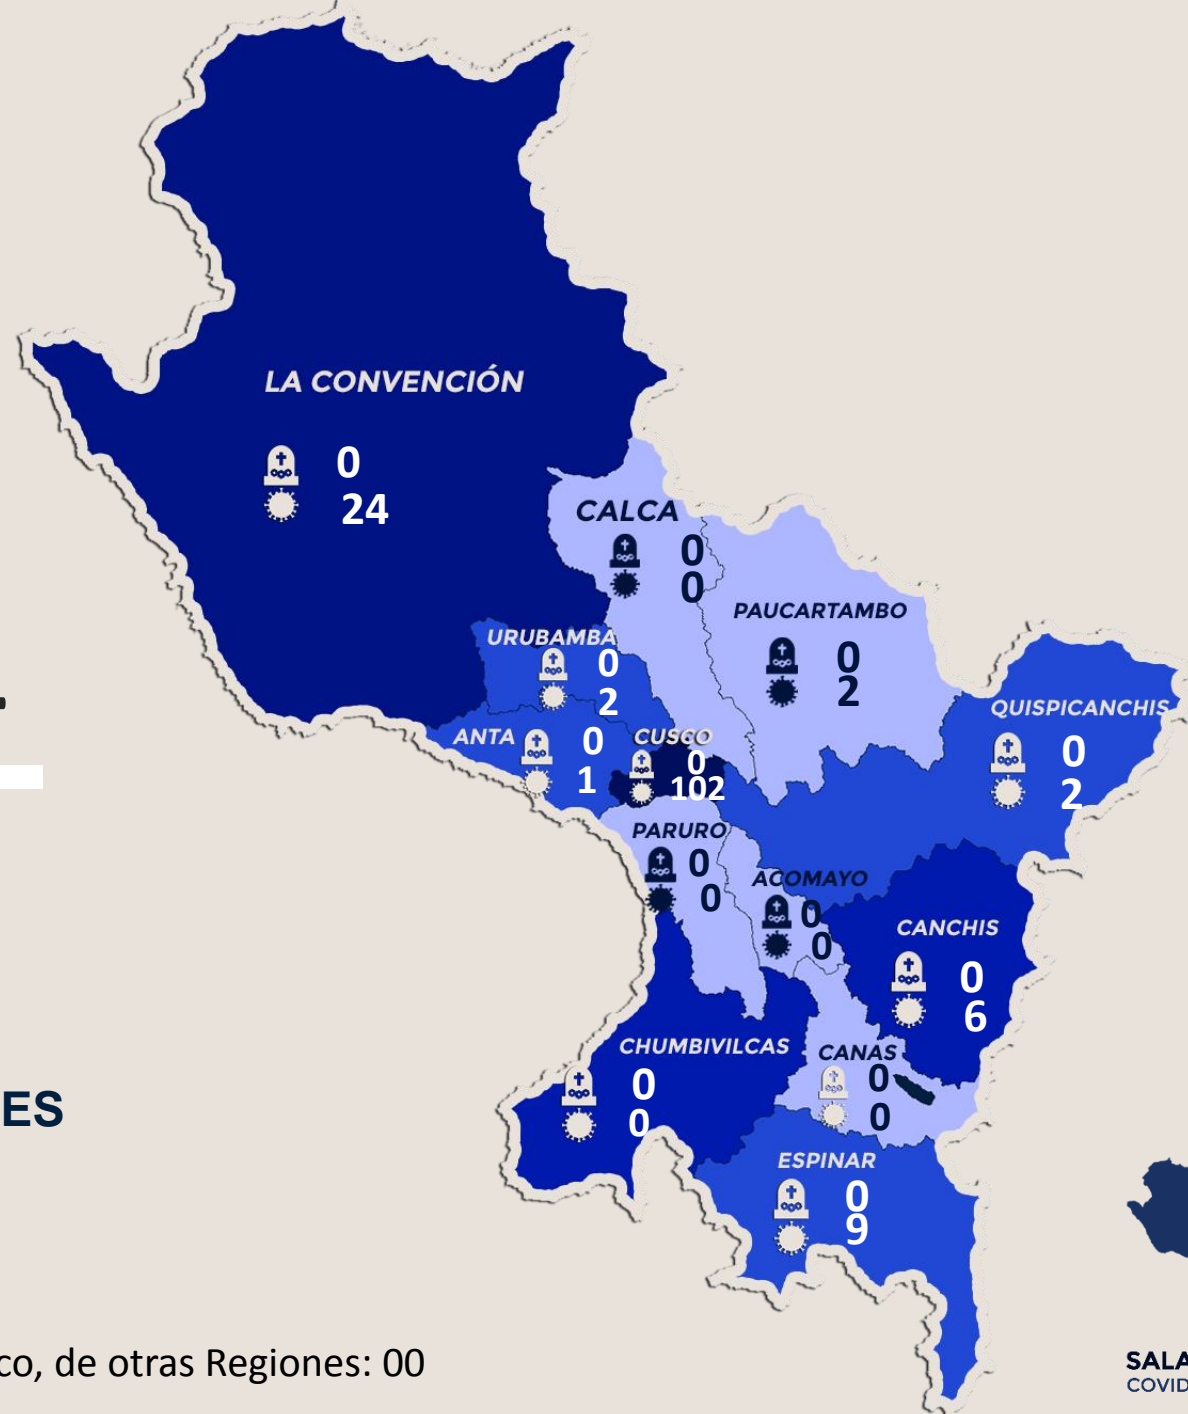 LA CONVENCIÓN
0
24
CALCA
0
0
PAUCARTAMBO
0
2
URUBAMBA
0
2
QUISPICANCHIS
0
2
ANTA
0
1
CUSCO
0
102
PARURO
0
0
ACOMAYO
0
0
CANCHIS
0
6
CHUMBIVILCAS
0
0
CANAS
0
0
ES
ESPINAR
0
9
co, de otras Regiones: 00
SALA
COVID